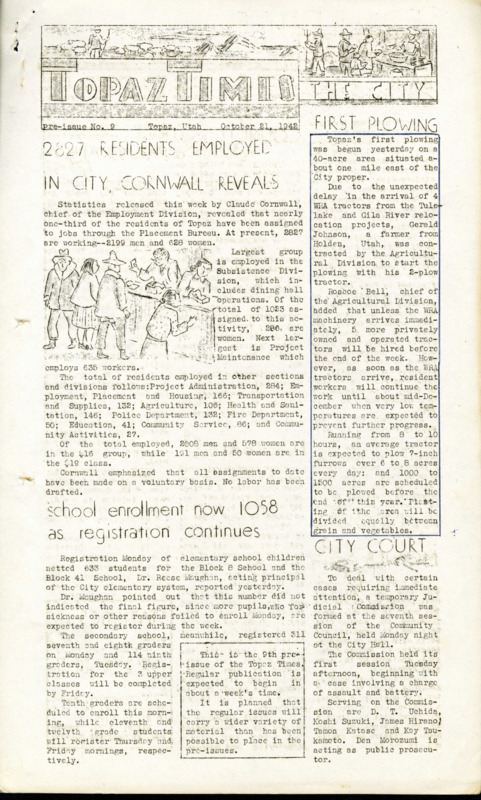 TOPAZ TIMES
THE CITY
Pre-issue No. 9 Topaz, Utah October 21, 1942
2827 RESIDENTS EMPLOYED
IN CITY, CORNWALL REVEALS
Statistics released this week by Claude Cornwall,
chief of the Employment Division, revealed that nearly
one-third of the residents of Topaz have been assigned
to jobs through the Placement Bureau. At present, 2827
are working--2199 men and 628 women.
Largest group
is employed in the
Subsistence Divi-
sion, which in-
cludes dining hall
operations. Of the
total of 1023 as-
signed to this ac-
tivity, 286 are
women. Next lar-
gest is Project
Maintenance which
employs 635 workers.
The total of residents employed in other sections
and divisions follows:Project Administration, 284; Em-
ployment, Placement and Housing, 166; Transportation
and Supplies, 132; Agriculture, 106; Health and Sani-
tation, 146; Police Department, 133; Fire Department,
50; Education, 41; Community Service, 86; and Commu-
nity Activities, 27.
Of the total employed, 2608 men and 578 women are
in the $16 group, while 121 men and 50 women are in
the $19 class.
Cornwall emphasized that all assignments to date
have been made on a voluntary basis. No labor has been
drafted.
school enrollment now 1058
as registration continues
Registration Monday of
netted 633 students for
Block 41 School, Dr. Reese
of the City elementary system, reported yesterday.
Dr. Maughan pointed out that this number did not
indicated the final figure, since more pupils, who for
sickness or other reasons failed to enroll Monday, are
expected to register during the week.
The secondary school,
seventh and eighth graders
on Monday and 114 ninth
graders, Tuesday. Regis-
tration for the 3 upper
classes will be completed
by Friday.
Tenth graders are sche-
duled to enroll this morn-
ing, while eleventh and
twelvth grade students
will register Thursday and
Friday mornings, respec-
tively.
elementary school children
the Block 8 School and the
Maughan, acting principal
meanwhile, registered 311
This is the 9th pre-
issue of the Topaz Times.
Regular publication is
expected to begin in
about a week's time.
It is planned that
the regular issues will
carry a wider variety of
material than has been
possible to place in the
pre-issues.
FIRST PLOWING
Topaz's first plowing
was begun yesterday on a
40-acre area situated a-
bout one mile east of the
City proper.
Due to the unexpected
delay in the arrival of 4
WRA tractors from the Tule-
lake and Gila River relo-
cation projects, Gerald
Johnson, a farmer from
Holden, Utah, was con-
tracted by the Agricultu-
ral Division to start the
plowing with his 2-plow
tractor.
Roscoe Bell, chief of
the Agricultural Division,
added that unless the WRA
machinery arrives immedi-
ately, 5 more privately
owned and operated trac-
tors will be hired before
the end of the week. How-
ever, as soon as the WRA
tractors arrive, resident
workers will continue the
work until about mid-De-
cember when very low tem-
peratures are expected to
prevent further progress.
Running from 8 to 10
hours, an average tractor
is expected to plow 7-inch
furrows over 6 to 8 acres
every day; and 1000 to
1500 acres are scheduled
to be plowed before the
end of this year. Plant-
ing of the area will be
divided equally between
grain and vegetables.
CITY COURT
To deal with certain
cases requiring immediate
attention, a temporary Ju-
dicial Commission was
formed at the seventh ses-
sion of the Community
Council, held Monday night
at the City Hall.
The Commission held its
first session Tuesday
afternoon, beginning with
a case involving a charge
of assault and battery.
Serving on the Commis-
sion are D. T. Uchida,
Koshi Suzuki, James Hirano,
Tamon Kotase and Kay Tsu-
kamoto. Don Morozumi is
acting as public prosecu-
tor.